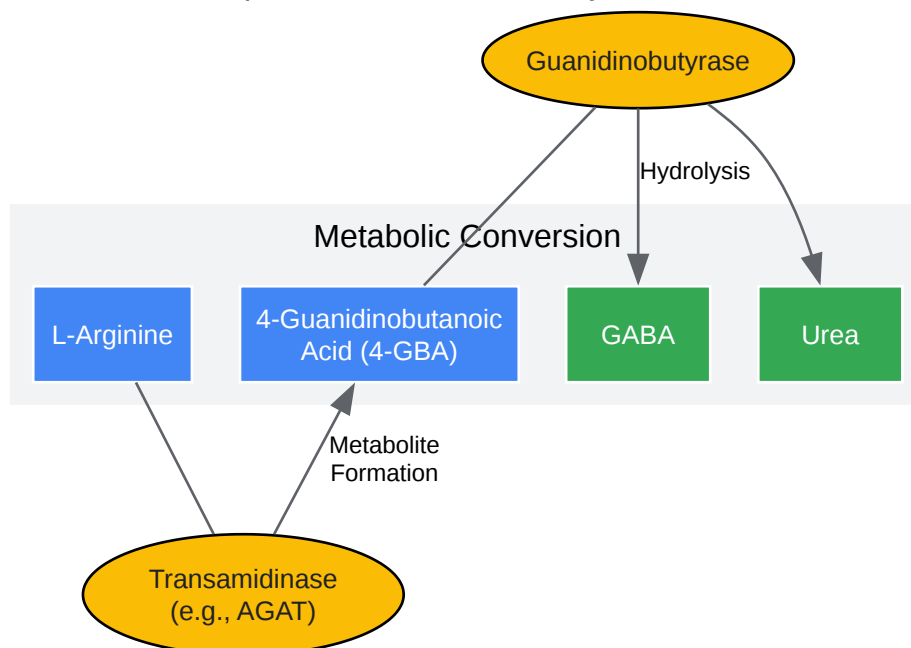 Guanidinobutyrase
Hydrolysis
Metabolic Conversion
L-Arginine
4-Guanidinobutanoic
Acid (4-GBA)
GABA
Urea
Metabolite
Formation
Transamidinase
(e.g., AGAT)